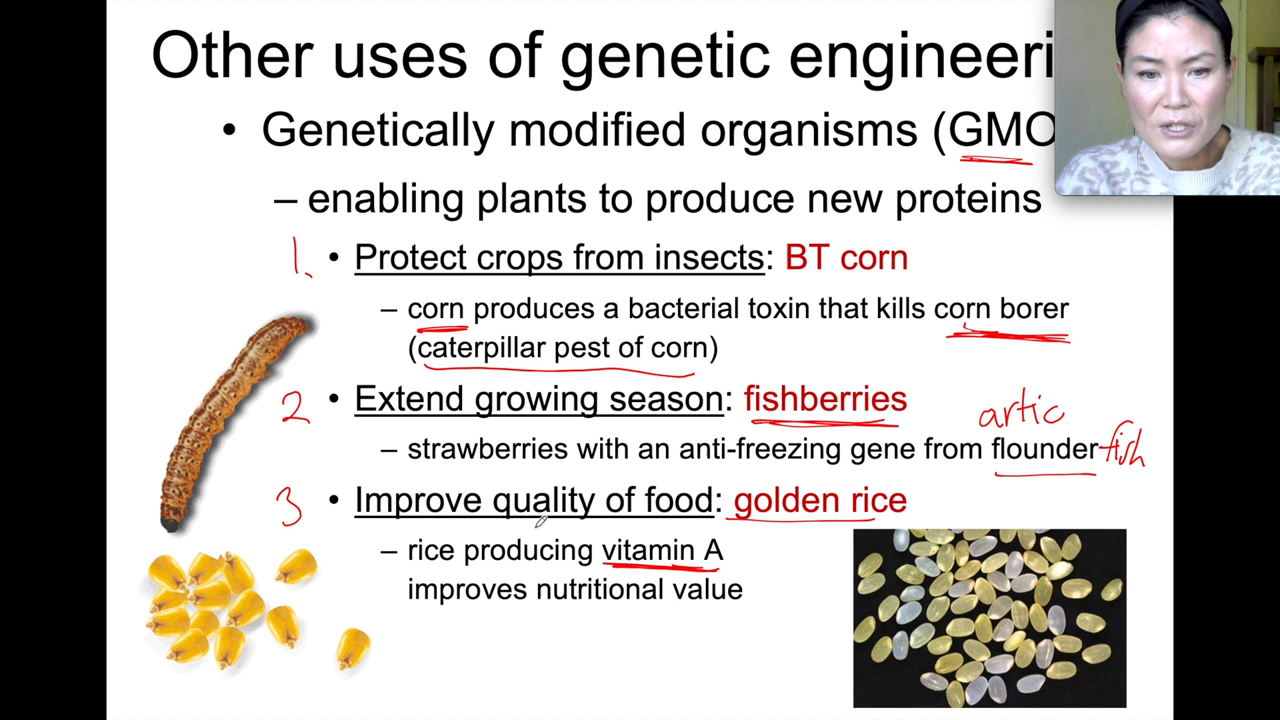 Other uses of genetic engineeri
• Genetically modified organisms (GMO
– enabling plants to produce new proteins
1. • Protect crops from insects: BT corn
– corn produces a bacterial toxin that kills corn borer
(caterpillar pest of corn)
2 • Extend growing season: fishberries
artic
– strawberries with an anti-freezing gene from flounder fish
3 • Improve quality of food: golden rice
– rice producing vitamin A
improves nutritional value